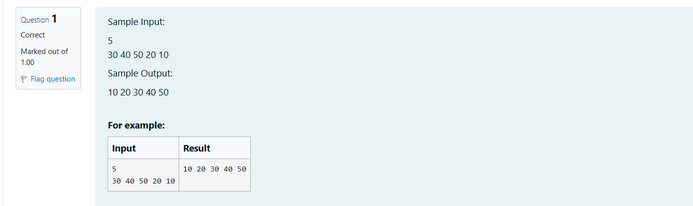 Question 1
Correct
Marked out of
1.00
Flag question
Sample Input:
5
30 40 50 20 10
Sample Output:
10 20 30 40 50
For example:
Input Result
5 10 20 30 40 50
30 40 50 20 10